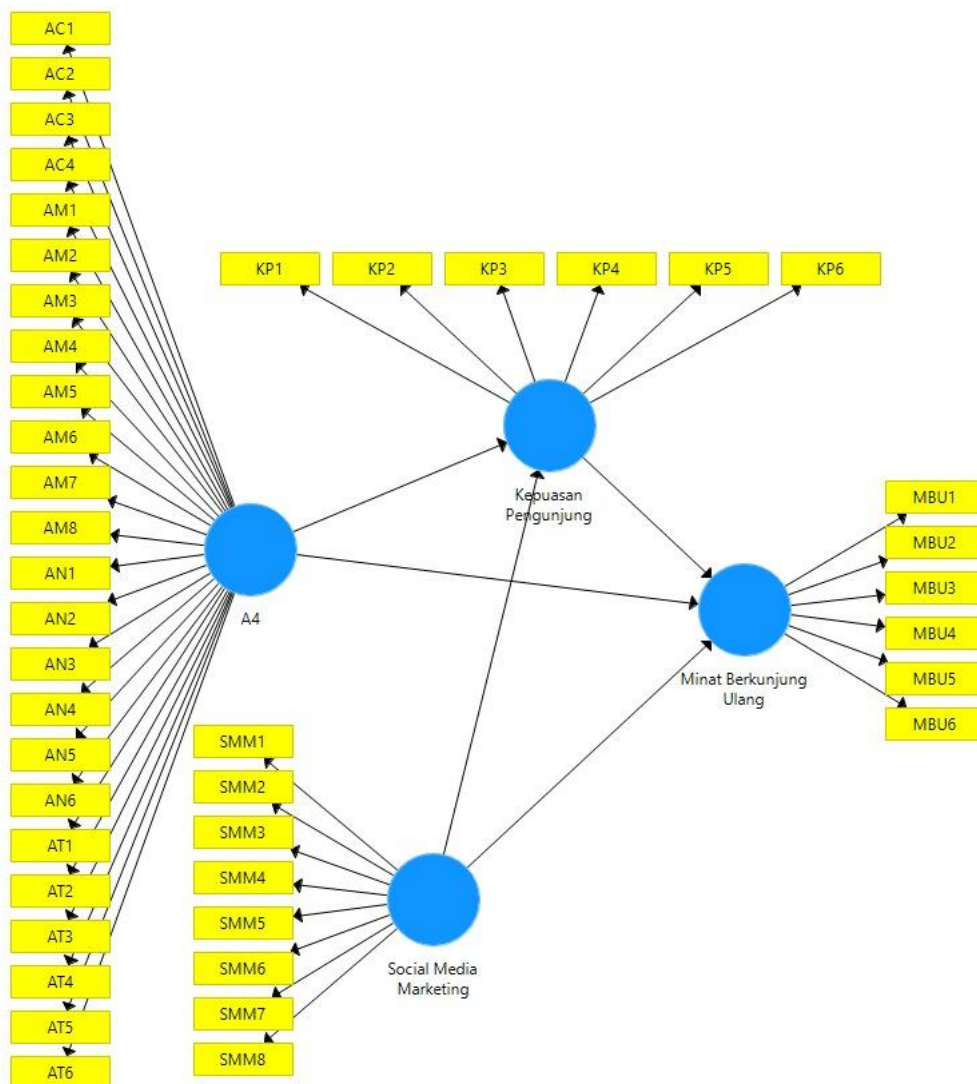 AC1
AC2
AC3
AC4
AM1
AM2
AM3
AM4
AM5
AM6
AM7
AM8
AN1
AN2
AN3
AN4
AN5
AN6
AT1
AT2
AT3
AT4
AT5
AT6
A4
KP1 KP2 KP3 KP4 KP5 KP6
Kepuasan
Pengunjung
SMM1
SMM2
SMM3
SMM4
SMM5
SMM6
SMM7
SMM8
Social Media
Marketing
Minat Berkunjung
Ulang
MBU1
MBU2
MBU3
MBU4
MBU5
MBU6